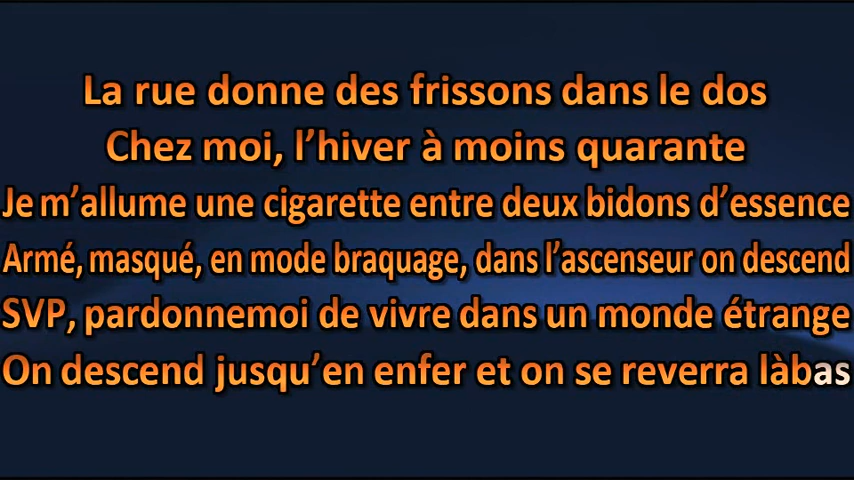 La rue donne des frissons dans le dos
Chez moi, l’hiver à moins quarante
Je m’allume une cigarette entre deux bidons d’essence
Armé, masqué, en mode braquage, dans l’ascenseur on descend
SVP, pardonnemoi de vivre dans un monde étrange
On descend jusqu’en enfer et on se reverra làbas